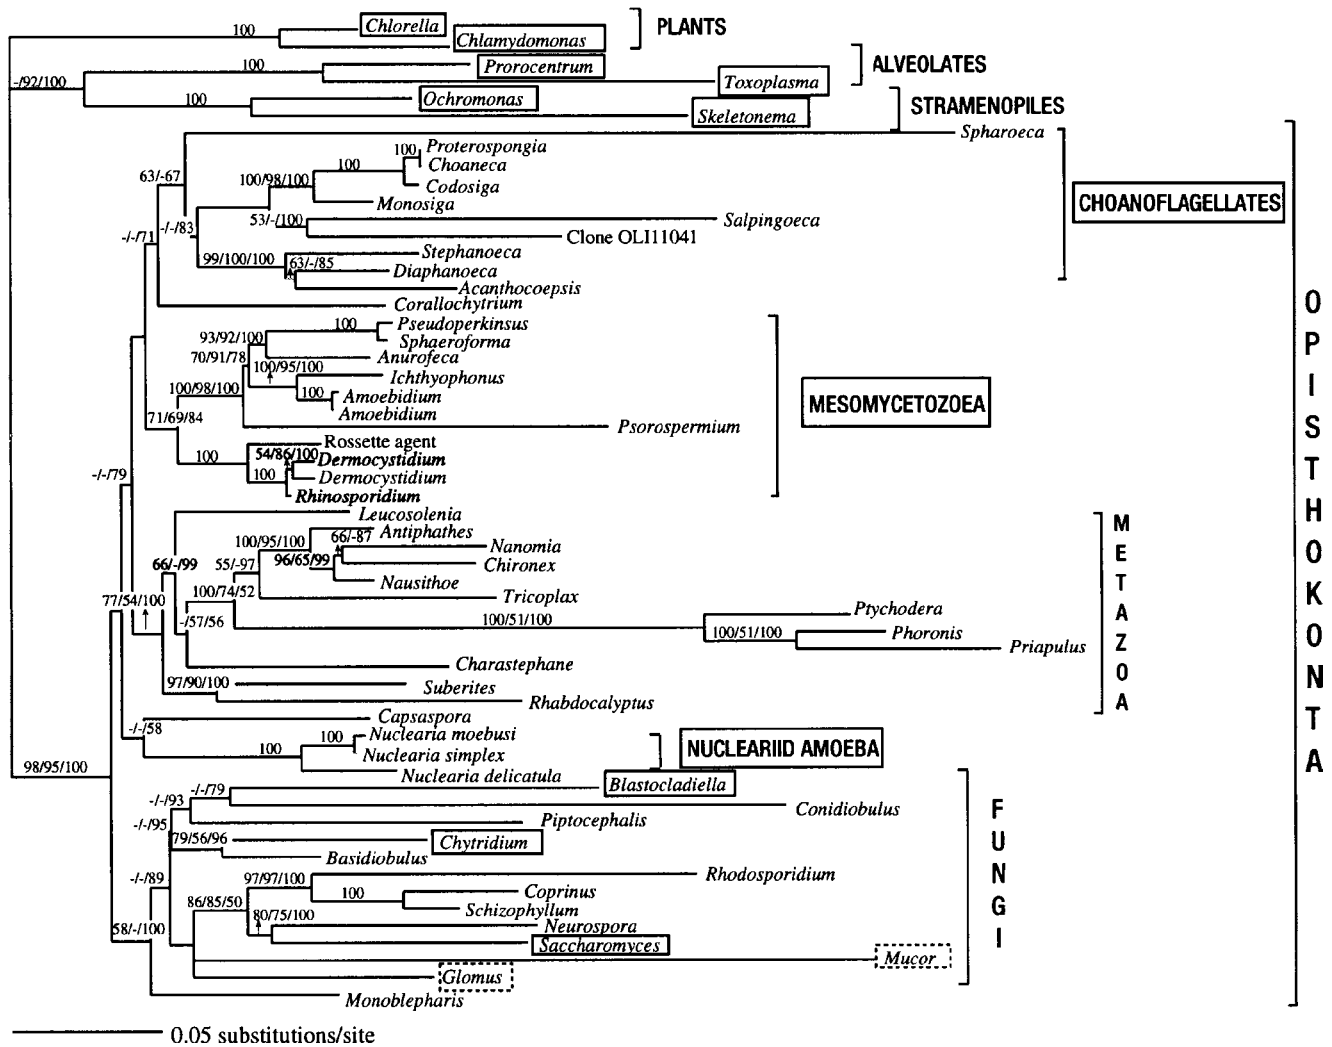 Chlorella
100
PLANTS
Chlamydomonas
100
Prorocentrum
ALVEOLATES
-/92/100
Toxoplasma
100
Ochromonas
STRAMENOPILES
Skeletonema
Spharoeca
Proterospongia
100
Choaneca
100
Codosiga
63/-67
100/98/100
Monosiga
CHOANOFLAGELLATES
53/-/100
Salpingoeca
-/-/83
Clone OLI11041
-/-/71
Stephanoeca
99/100/100
63/-/85
Diaphanoeca
Acanthocoepsis
Corallochytrium
Pseudoperkinsus
100
Sphaeroforma
93/92/100
Anurofeca
70/91/78
100/95/100
Ichthyophonus
100/98/100
100
Amoebidium
Amoebidium
MESOMYCETOZOEA
71/69/84
Psorospermium
Rossette agent
100
54/86/100
Dermocystidium
100
Dermocystidium
Rhinosporidium
-/-/79
Leucosolenia
Antiphathes
100/95/100
66/-87
Nanomia
66/-/99
55/-97
96/65/99
Chironex
Nausithoe
100/74/52
Tricoplax
77/54/100
Ptychodera
-/57/56
100/51/100
100/51/100
Phoronis
Priapulus
Charastephane
97/90/100
Suberites
Rhabdocalyptus
METAZOA
OPISTHOKONTA
Capsaspora
-/-/58
Nuclearia moebusi
100
100
Nuclearia simplex
NUCLEARIID AMOEBA
98/95/100
Nuclearia delicatula
Blastocladiella
-/-/79
-/-/93
Conidiobulus
Piptocephalis
-/-/95
79/56/96
Chytridium
Basidiobulus
FUNGI
-/-/89
97/97/100
Rhodosporidium
100
Coprinus
86/85/50
Schizophyllum
80/75/100
Neurospora
58/-/100
Saccharomyces
Mucor
Glomus
Monoblepharis
0.05 substitutions/site